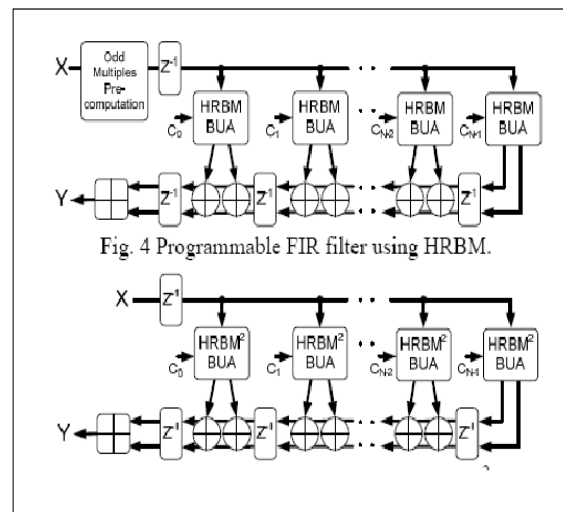 X
Odd
Multiples
Pre-
computation
Z⁻¹
HRBM
BUA
HRBM
BUA
HRBM
BUA
HRBM
BUA
C₀
C₁
C_N-2
C_N-1
Y
Z⁻¹
Z⁻¹
Z⁻¹
Fig. 4 Programmable FIR filter using HRBM.
X
Z⁻¹
HRBM²
BUA
HRBM²
BUA
HRBM²
BUA
HRBM²
BUA
C₀
C₁
C_N-2
C_N-1
Y
Z⁻¹
Z⁻¹
Z⁻¹